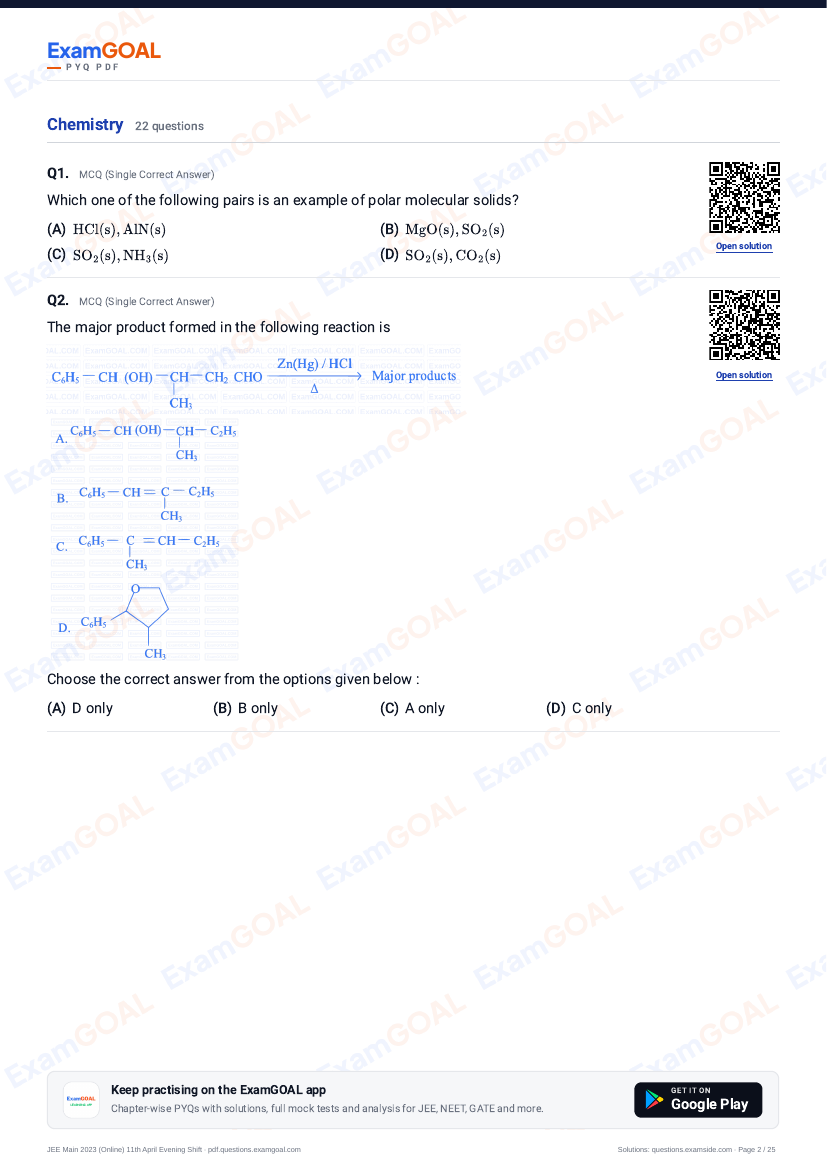 ExamGOAL
PYQ PDF
Chemistry 22 questions
Q1. MCQ (Single Correct Answer)
Which one of the following pairs is an example of polar molecular solids?
(A) HCl(s), AlN(s) (B) MgO(s), SO₂(s)
(C) SO₂(s), NH₃(s) (D) SO₂(s), CO₂(s)
Open solution
Q2. MCQ (Single Correct Answer)
The major product formed in the following reaction is
Open solution
C₆H₅ — CH (OH) — CH — CH₂ CHO Zn(Hg) / HCl Δ Major products
CH₃
A. C₆H₅ — CH (OH) — CH — C₂H₅
CH₃
B. C₆H₅ — CH = C — C₂H₅
CH₃
C. C₆H₅ — C = CH — C₂H₅
CH₃
O
D. C₆H₅
CH₃
Choose the correct answer from the options given below :
(A) D only (B) B only (C) A only (D) C only
Keep practising on the ExamGOAL app
Chapter-wise PYQs with solutions, full mock tests and analysis for JEE, NEET, GATE and more.
GET IT ON
Google Play
JEE Main 2023 (Online) 11th April Evening Shift · pdf.questions.examgoal.com Solutions: questions.examside.com · Page 2 / 25